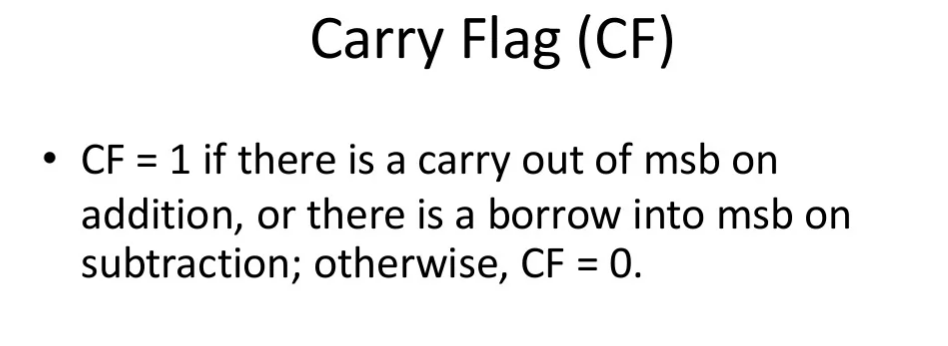 Carry Flag (CF)
• CF = 1 if there is a carry out of msb on
addition, or there is a borrow into msb on
subtraction; otherwise, CF = 0.